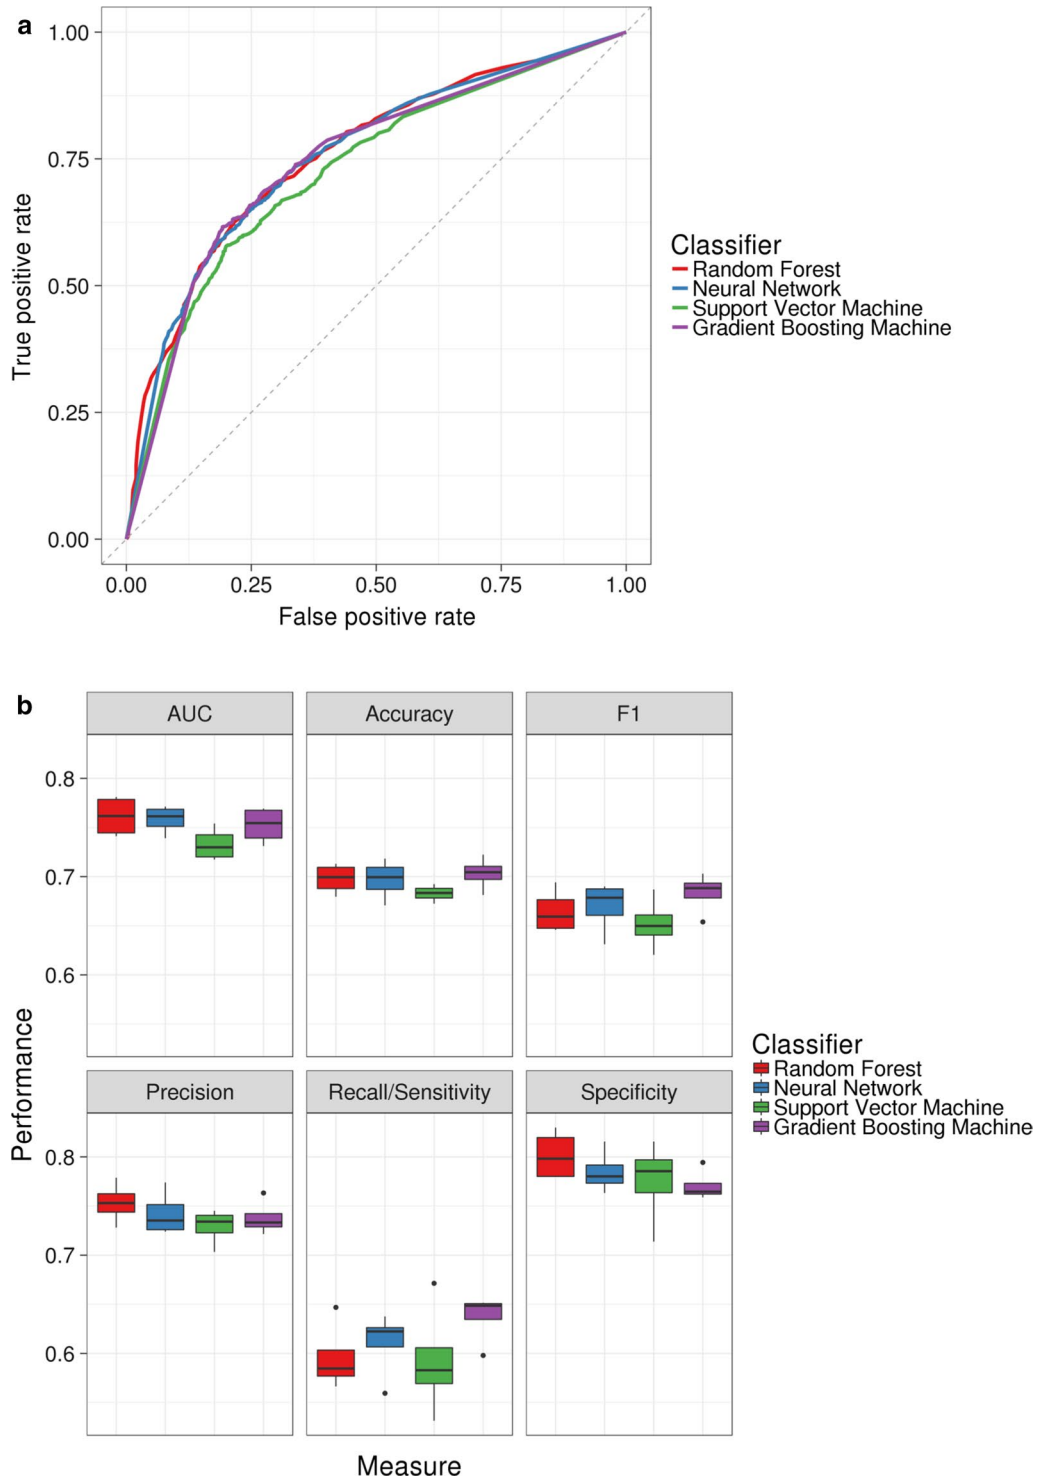 a
1.00
0.75
0.50
0.25
0.00
True positive rate
0.00 0.25 0.50 0.75 1.00
False positive rate
Classifier
Random Forest
Neural Network
Support Vector Machine
Gradient Boosting Machine
b
AUC Accuracy F1
0.8
0.7
0.6
Precision Recall/Sensitivity Specificity
0.8
0.7
0.6
Performance
Measure
Classifier
Random Forest
Neural Network
Support Vector Machine
Gradient Boosting Machine